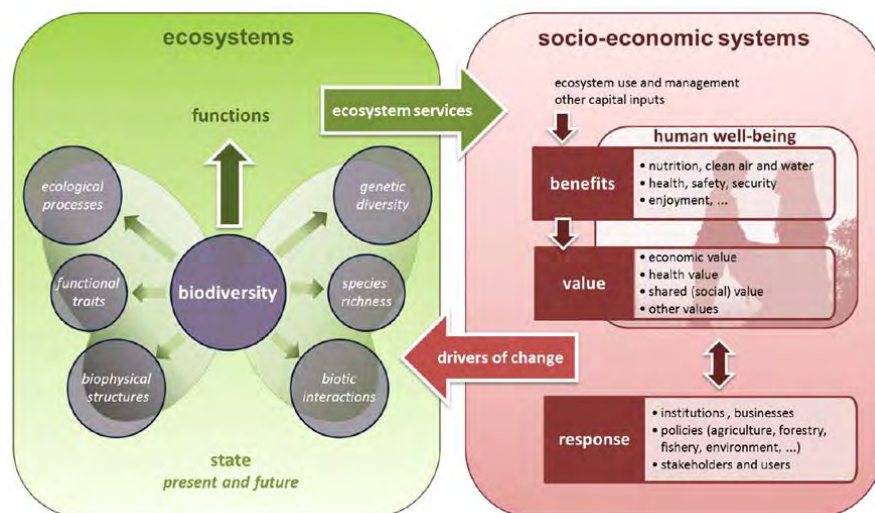 ecosystems
functions
ecosystem services
ecological
processes
genetic
diversity
functional
traits
biodiversity
species
richness
biophysical
structures
biotic
interactions
state
present and future
drivers of change
socio-economic systems
ecosystem use and management
other capital inputs
human well-being
benefits
• nutrition, clean air and water
• health, safety, security
• enjoyment, ...
value
• economic value
• health value
• shared (social) value
• other values
response
• institutions , businesses
• policies (agriculture, forestry,
fishery, environment, ...)
• stakeholders and users